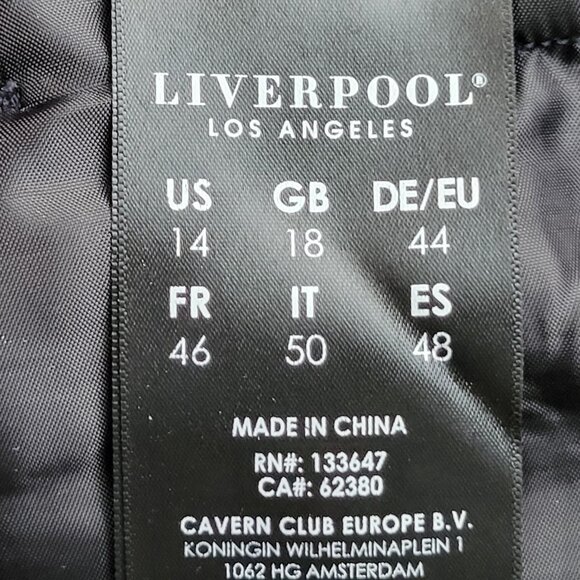 LIVERPOOL®
LOS ANGELES
US GB DE/EU
14 18 44
FR IT ES
46 50 48
MADE IN CHINA
RN#: 133647
CA#: 62380
CAVERN CLUB EUROPE B.V.
KONINGIN WILHELMINAPLEIN 1
1062 HG AMSTERDAM